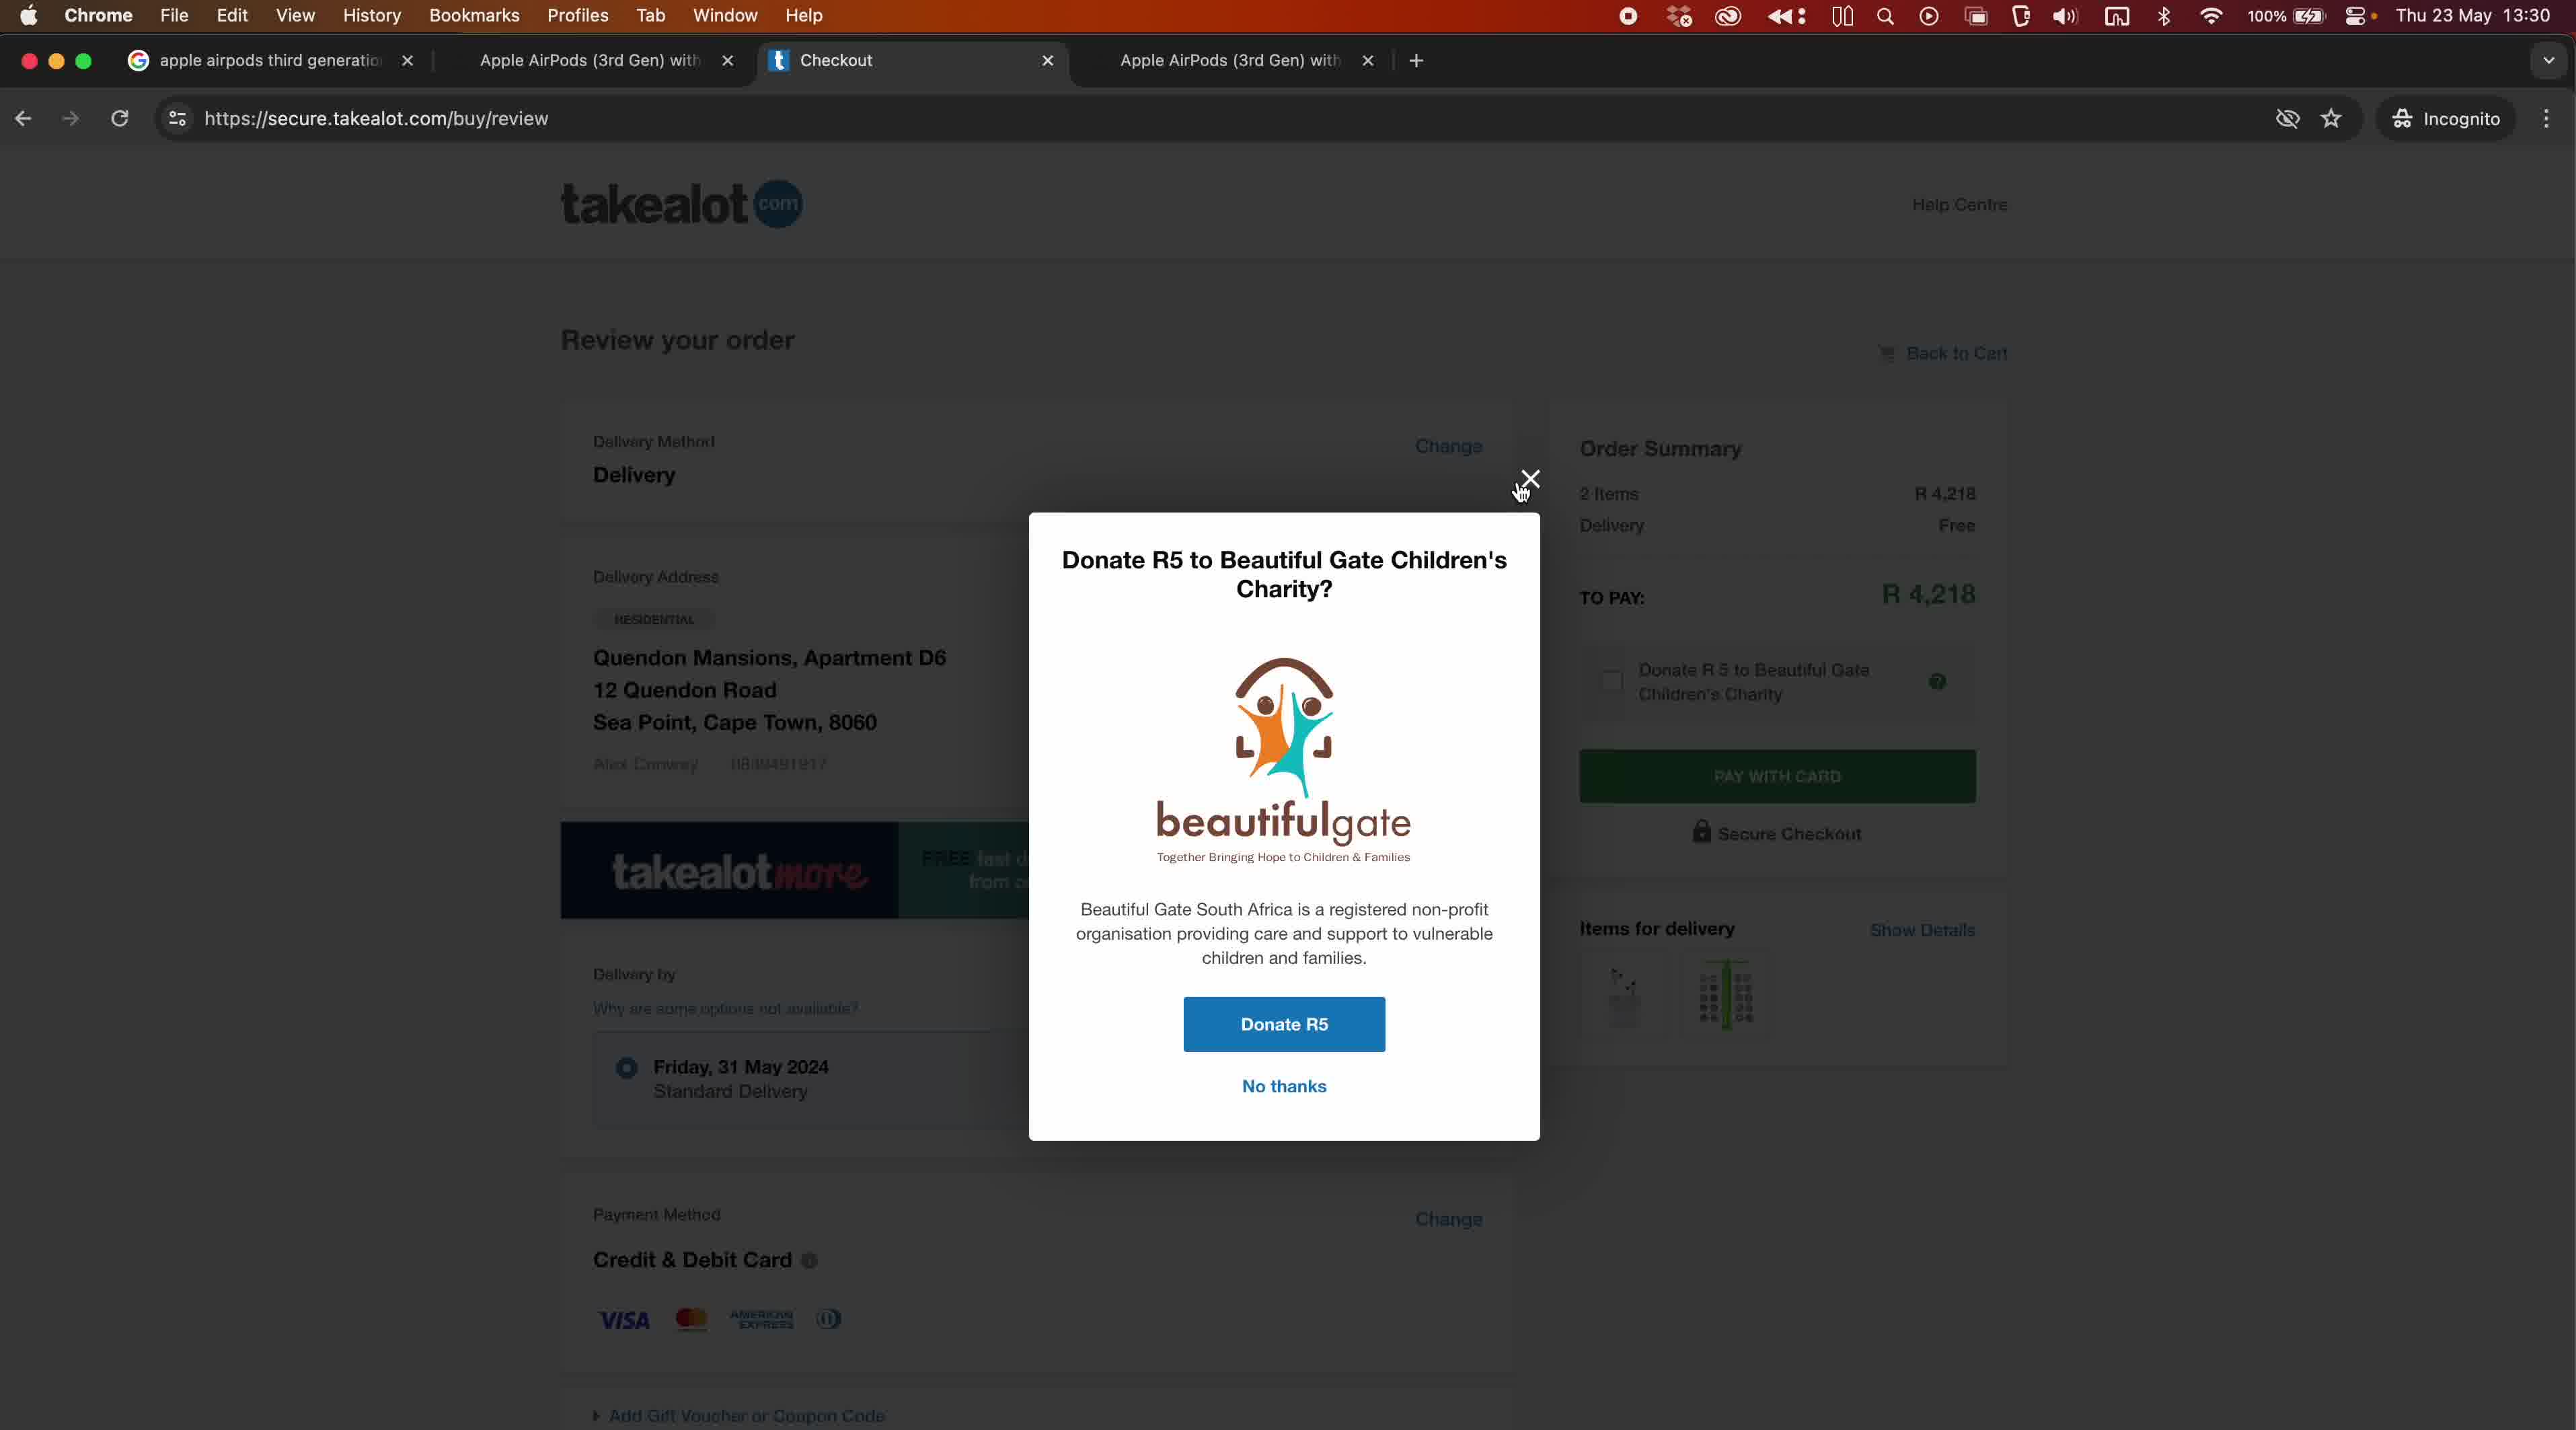 Chrome File Edit View History Bookmarks Profiles Tab Window Help
100% Thu 23 May 13:30
apple airpods third generatio
Apple AirPods (3rd Gen) with
Checkout
Apple AirPods (3rd Gen) with
https://secure.takealot.com/buy/review
Incognito
takealot com
Help Centre
Review your order
Back to Cart
Delivery Method
Change
Delivery
Delivery Address
RESIDENTIAL
Quendon Mansions, Apartment D6
12 Quendon Road
Sea Point, Cape Town, 8060
takealot more
FREE fast d
from co
Delivery by
Why are some options not available?
Friday, 31 May 2024
Standard Delivery
Payment Method
Change
Credit & Debit Card
VISA
AMERICAN
EXPRESS
Add Gift Voucher or Coupon Code
Donate R5 to Beautiful Gate Children's
Charity?
beautifulgate
Together Bringing Hope to Children & Families
Beautiful Gate South Africa is a registered non-profit
organisation providing care and support to vulnerable
children and families.
Donate R5
No thanks
Order Summary
2 Items R 4,218
Delivery Free
TO PAY: R 4,218
Donate R 5 to Beautiful Gate
Children's Charity
PAY WITH CARD
Secure Checkout
Items for delivery
Show Details